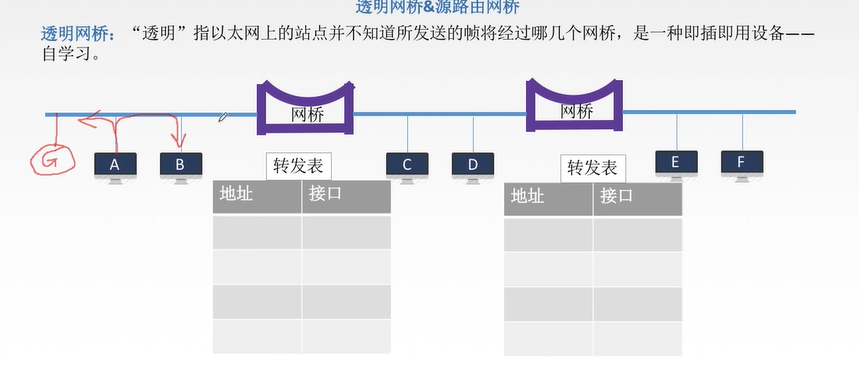 透明网桥&源路由网桥
透明网桥：“透明”指以太网上的站点并不知道所发送的帧将经过哪几个网桥，是一种即插即用设备——
自学习。
网桥
网桥
G
A
B
C
D
E
F
转发表
转发表
地址 接口
地址 接口